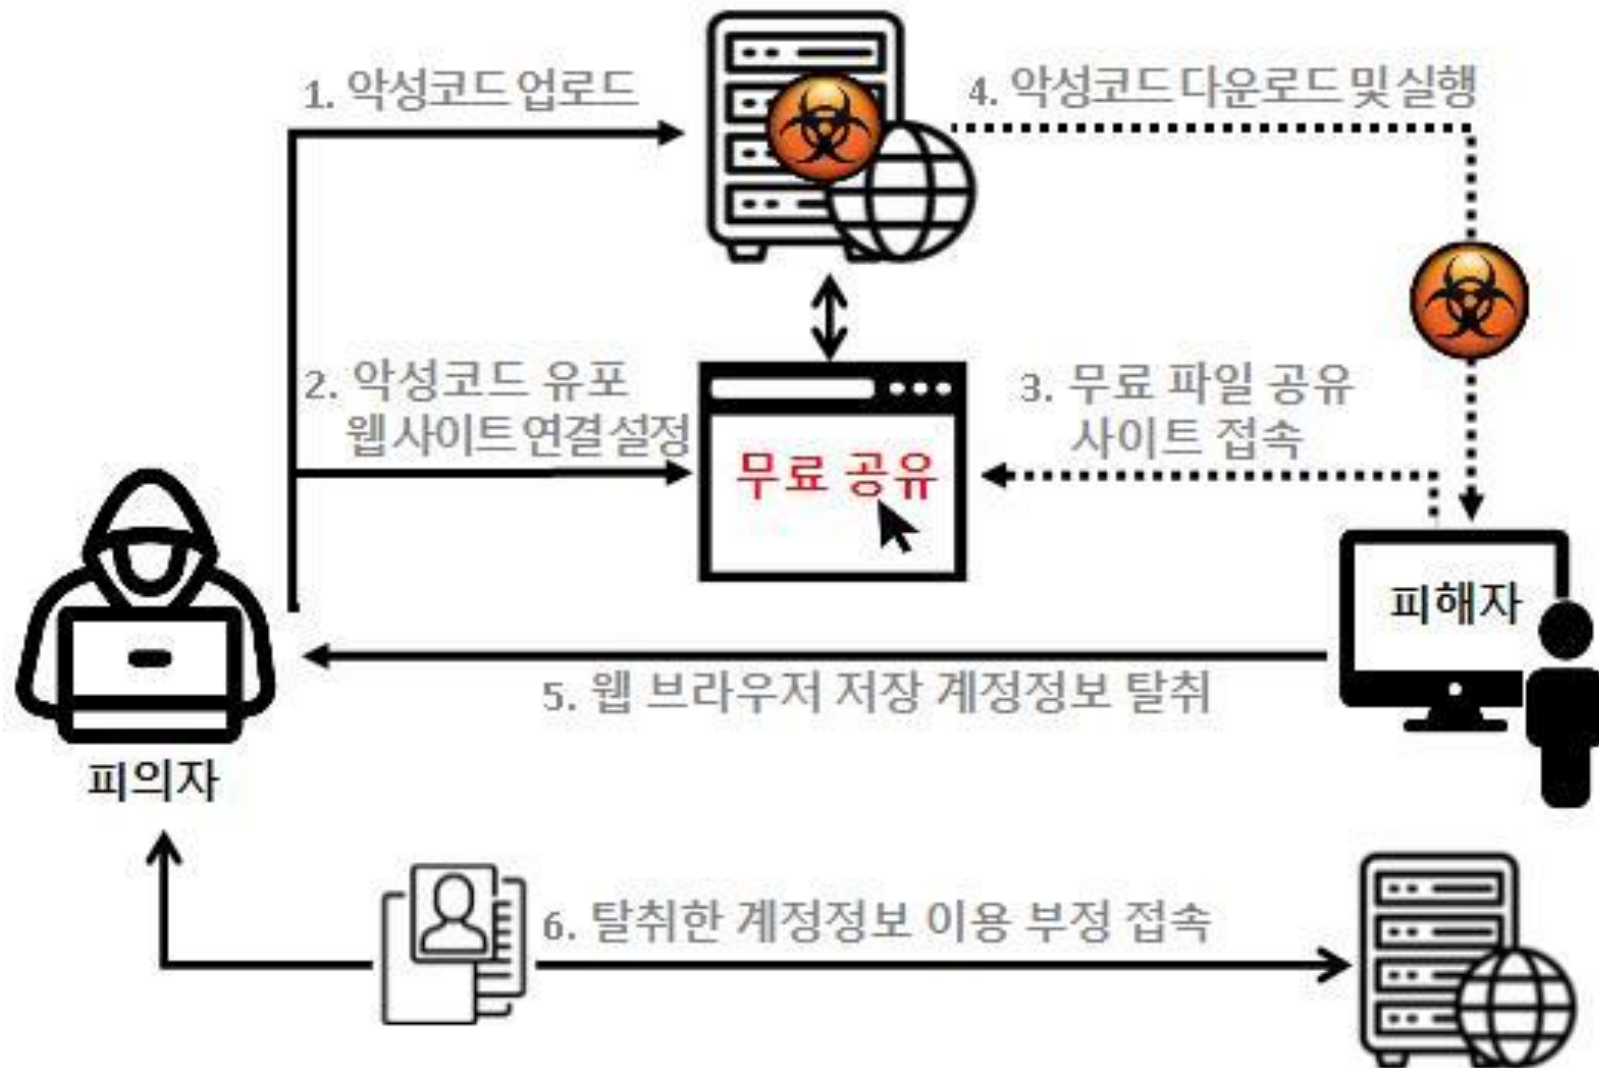 1. 악성코드 업로드
4. 악성코드 다운로드 및 실행
2. 악성코드 유포
웹사이트 연결 설정
3. 무료 파일 공유
사이트 접속
무료 공유
피해자
5. 웹 브라우저 저장 계정정보 탈취
피의자
6. 탈취한 계정정보 이용 부정 접속